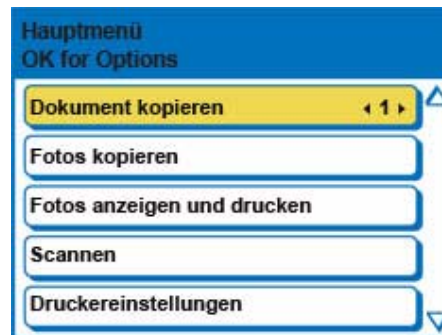 Hauptmenü
OK for Options
Dokument kopieren 1
Fotos kopieren
Fotos anzeigen und drucken
Scannen
Druckereinstellungen